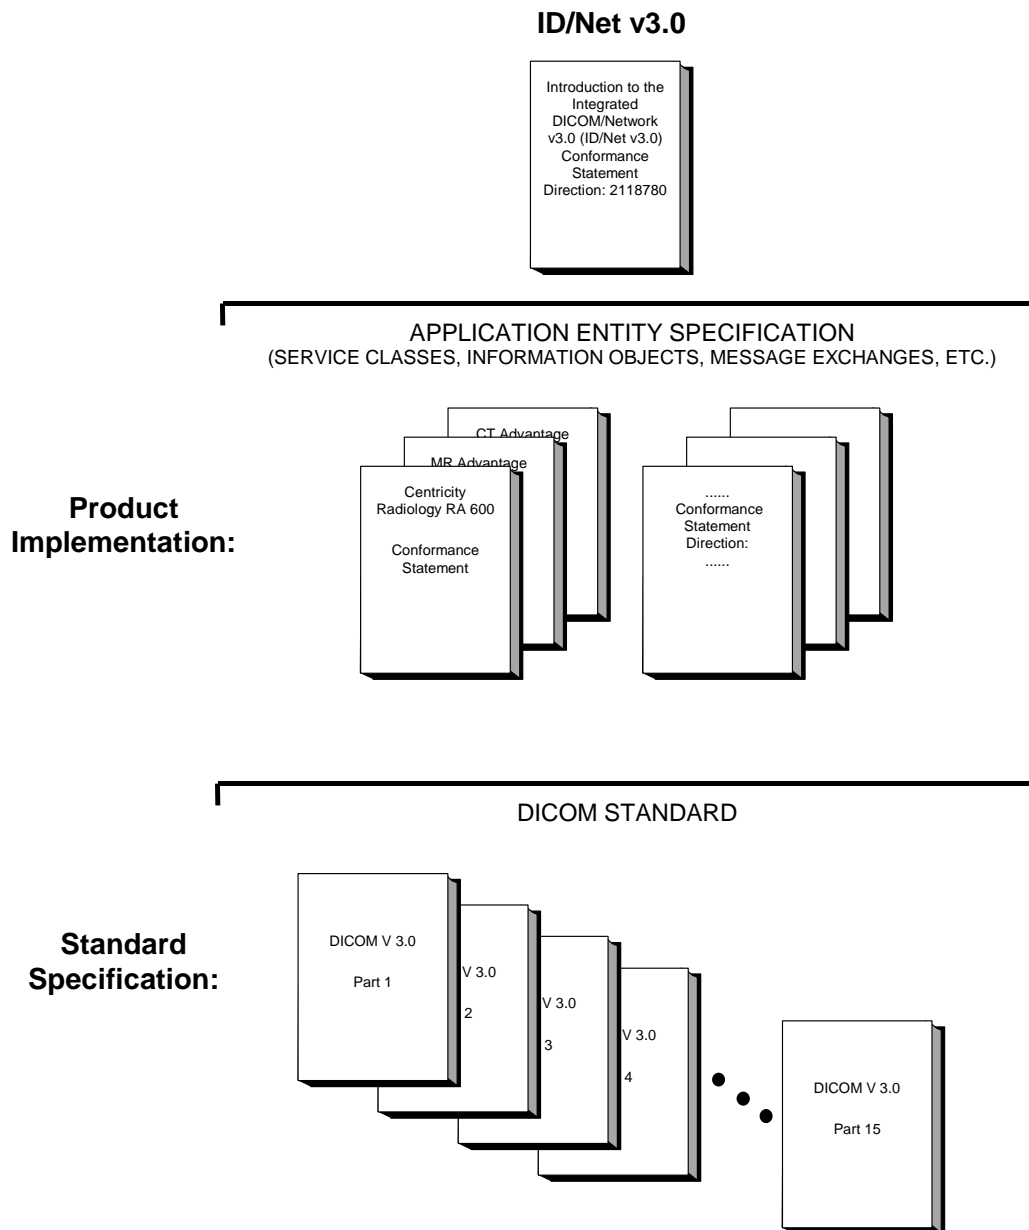 ID/Net v3.0
Introduction to the
Integrated
DICOM/Network
v3.0 (ID/Net v3.0)
Conformance
Statement
Direction: 2118780
APPLICATION ENTITY SPECIFICATION
(SERVICE CLASSES, INFORMATION OBJECTS, MESSAGE EXCHANGES, ETC.)
CT Advantage
MR Advantage
Centricity
Radiology RA 600
Conformance
Statement
......
Conformance
Statement
Direction:
......
Product
Implementation:
DICOM STANDARD
Standard
Specification:
DICOM V 3.0
Part 1
V 3.0
2
V 3.0
3
V 3.0
4
DICOM V 3.0
Part 15